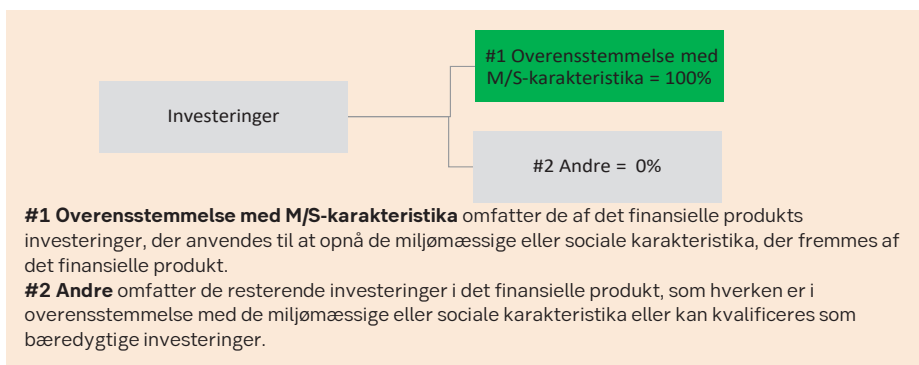 #1 Overensstemmelse med
M/S-karakteristika = 100%
Investeringer
#2 Andre = 0%
#1 Overensstemmelse med M/S-karakteristika omfatter de af det finansielle produkts
investeringer, der anvendes til at opnå de miljømæssige eller sociale karakteristika, der fremmes af
det finansielle produkt.
#2 Andre omfatter de resterende investeringer i det finansielle produkt, som hverken er i
overensstemmelse med de miljømæssige eller sociale karakteristika eller kan kvalificeres som
bæredygtige investeringer.